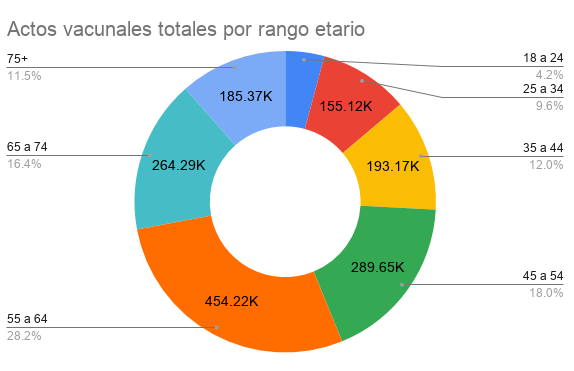 Actos vacunales totales por rango etario
75+
11.5%
18 a 24
4.2%
25 a 34
9.6%
185.37K
155.12K
65 a 74
16.4%
35 a 44
12.0%
264.29K
193.17K
289.65K
45 a 54
18.0%
454.22K
55 a 64
28.2%